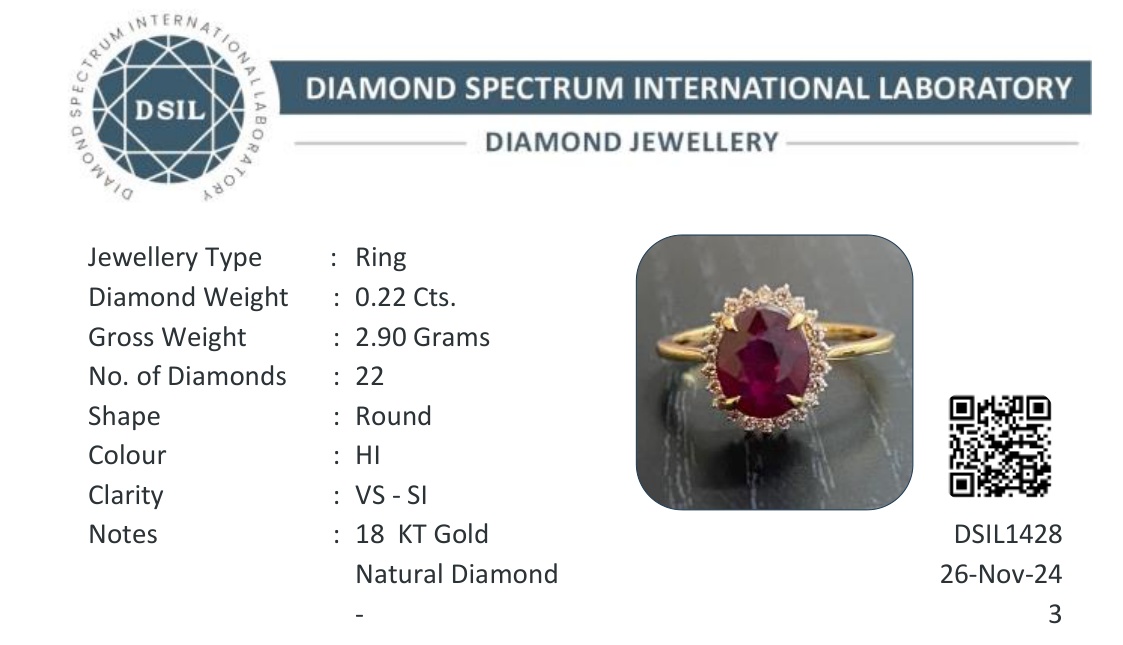 DIAMOND SPECTRUM INTERNATIONAL LABORATORY
DSIL
DIAMOND SPECTRUM INTERNATIONAL LABORATORY
DIAMOND JEWELLERY
Jewellery Type : Ring
Diamond Weight : 0.22 Cts.
Gross Weight : 2.90 Grams
No. of Diamonds : 22
Shape : Round
Colour : HI
Clarity : VS - SI
Notes : 18 KT Gold
Natural Diamond
-
DSIL1428
26-Nov-24
3